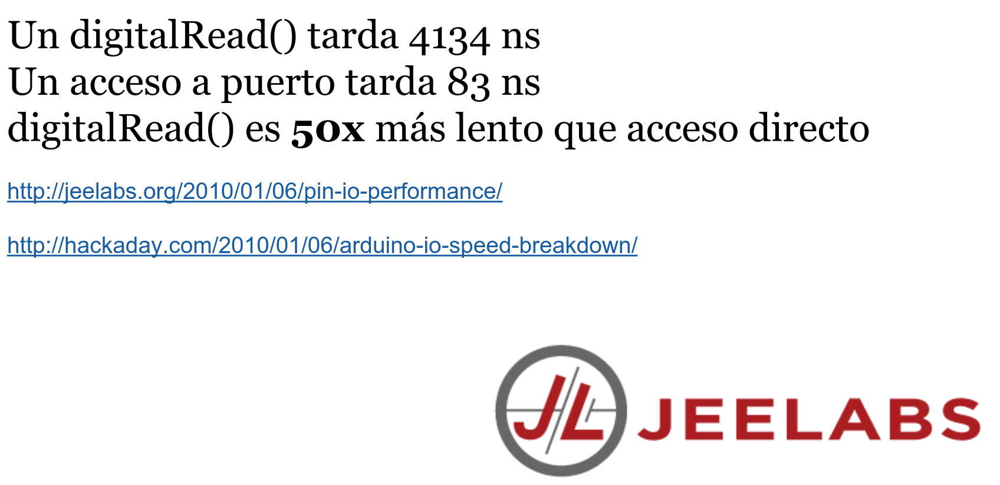 Un digitalRead() tarda 4134 ns
Un acceso a puerto tarda 83 ns
digitalRead() es 50x más lento que acceso directo
http://jeelabs.org/2010/01/06/pin-io-performance/
http://hackaday.com/2010/01/06/arduino-io-speed-breakdown/
JL JEELABS